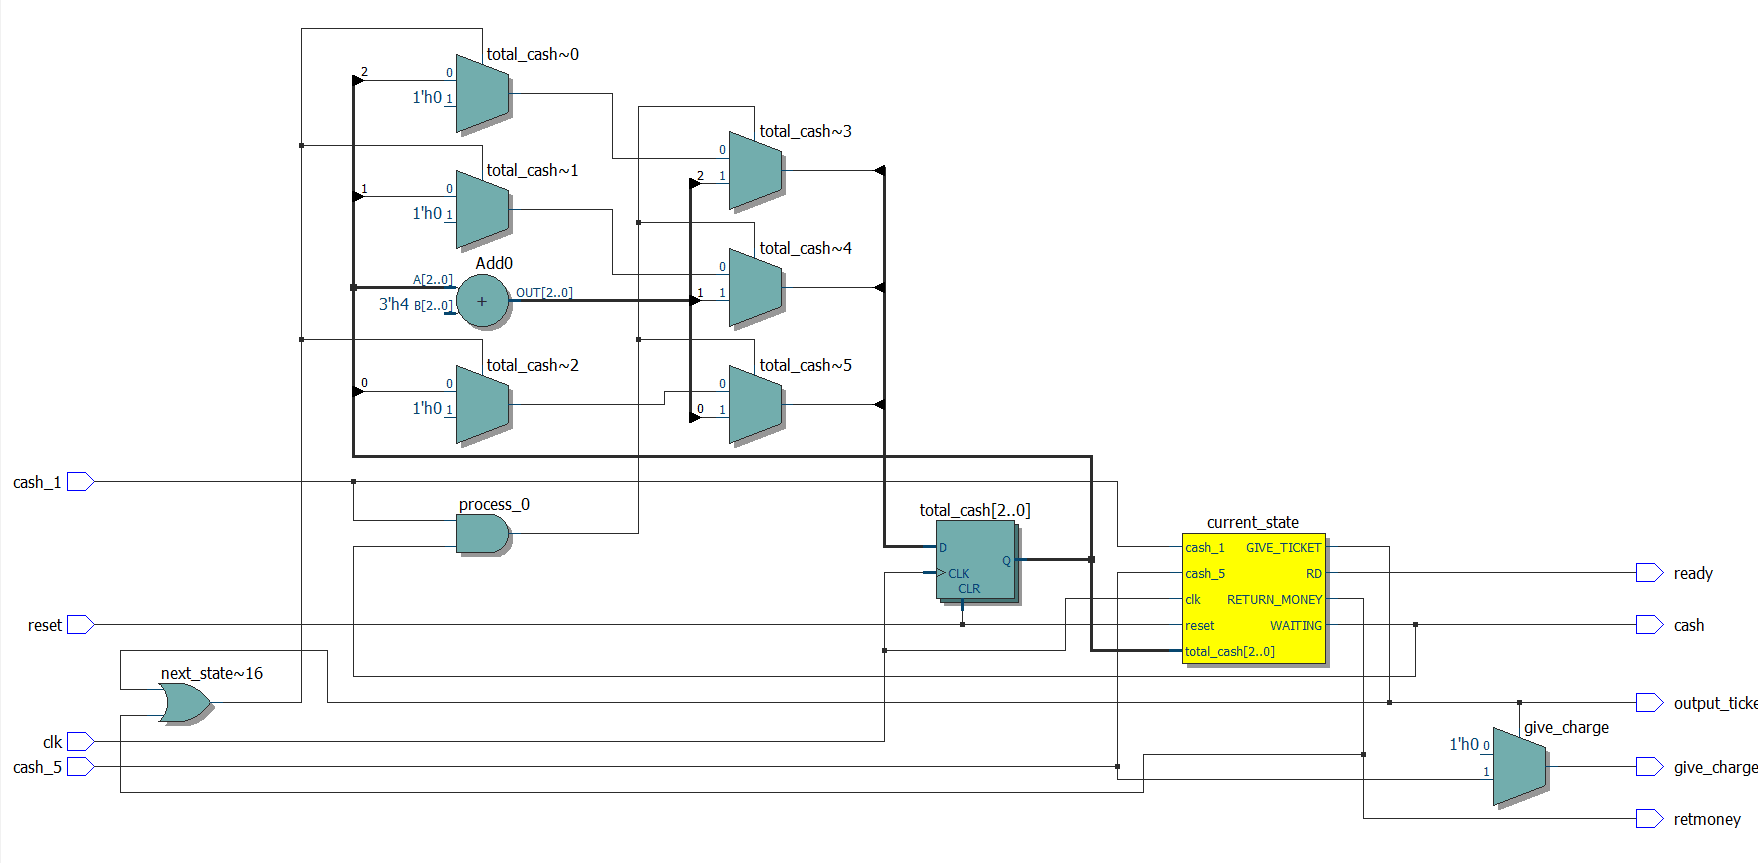 total_cash~0
2
0
1'h0 1
total_cash~3
0
2
1
total_cash~1
1
0
1'h0 1
total_cash~4
0
1
1
Add0
A[2..0]
3'h4 B[2..0]
+
OUT[2..0]
total_cash~2
0
0
1'h0 1
total_cash~5
0
0
1
cash_1
process_0
total_cash[2..0]
D
CLK
CLR
Q
current_state
cash_1
GIVE_TICKET
cash_5
RD
clk
RETURN_MONEY
reset
WAITING
total_cash[2..0]
ready
reset
cash
next_state~16
output_ticke
give_charge
1'h0 0
1
clk
cash_5
give_charge
retmoney